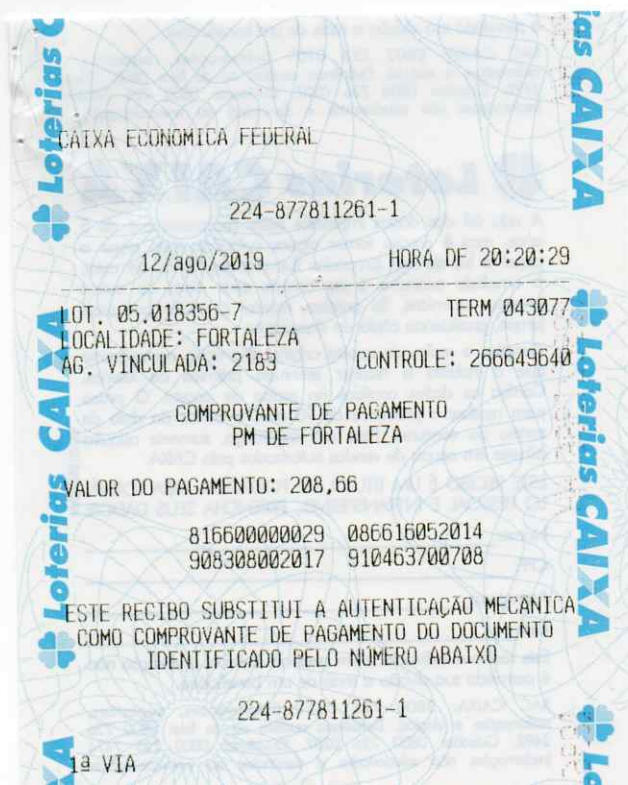 CAIXA ECONOMICA FEDERAL
224-877811261-1
12/ago/2019 HORA DF 20:20:29
LOT. 05.018356-7 TERM 043077
LOCALIDADE: FORTALEZA
AG. VINCULADA: 2183 CONTROLE: 266649640
COMPROVANTE DE PAGAMENTO
PM DE FORTALEZA
VALOR DO PAGAMENTO: 208,66
816600000029 086616052014
908308002017 910463700708
ESTE RECIBO SUBSTITUI A AUTENTICAÇÃO MECÂNICA
COMO COMPROVANTE DE PAGAMENTO DO DOCUMENTO
IDENTIFICADO PELO NÚMERO ABAIXO
224-877811261-1
1ª VIA
Loterias CAIXA
Loterias CAIXA
Loterias CAIXA